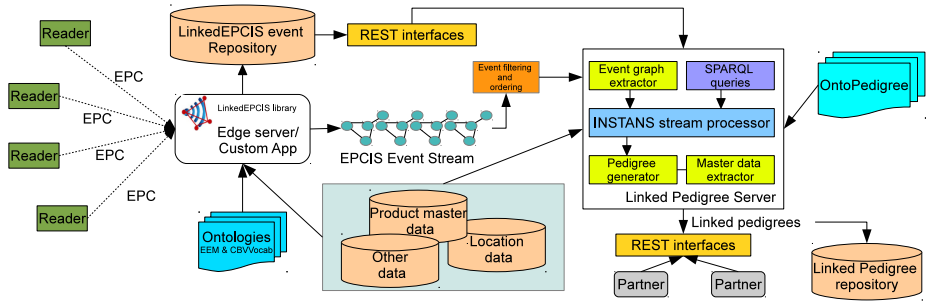 Reader
EPC
Reader
EPC
Reader
EPC
Reader
EPC
LinkedEPCIS event
Repository
REST interfaces
LinkedEPCIS library
Edge server/
Custom App
Event filtering
and
ordering
EPCIS Event Stream
Ontologies
EEM & CBVVocab
Product master
data
Other
data
Location
data
Event graph
extractor
SPARQL
queries
INSTANS stream processor
Pedigree
generator
Master data
extractor
Linked Pedigree Server
OntoPedigree
Linked pedigrees
REST interfaces
Partner
Partner
Linked Pedigree
repository